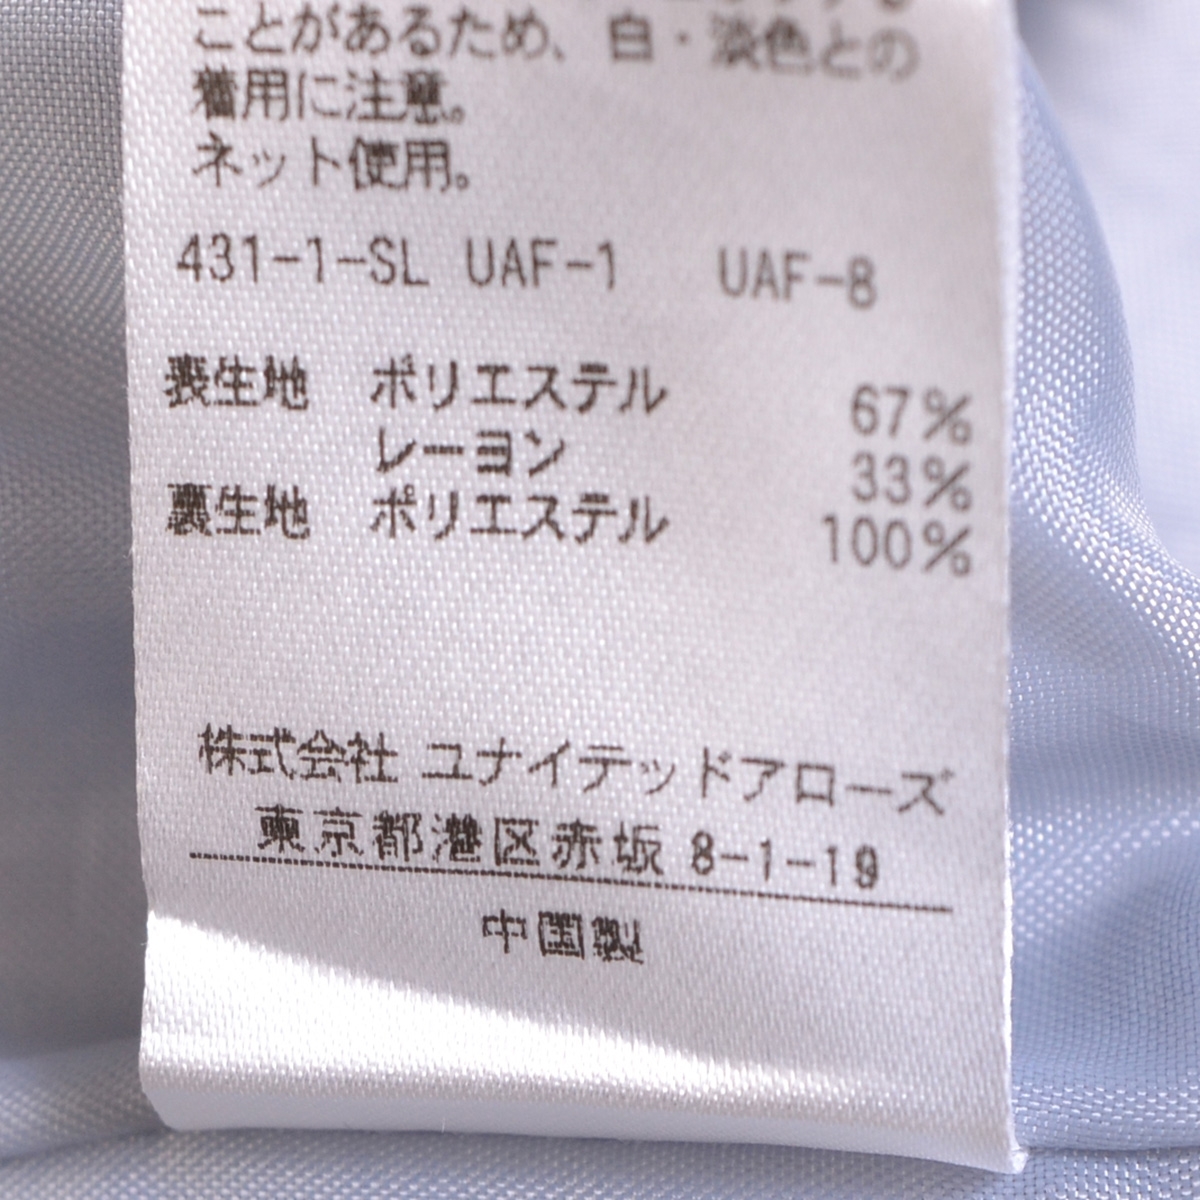 ことがあるため、白・淡色との
着用に注意。
ネット使用。
431-1-SL UAF-1 UAF-8
表生地 ポリエステル 67%
レーヨン 33%
裏生地 ポリエステル 100%
株式会社 ユナイテッドアローズ
東京都港区赤坂 8-1-19
中国製